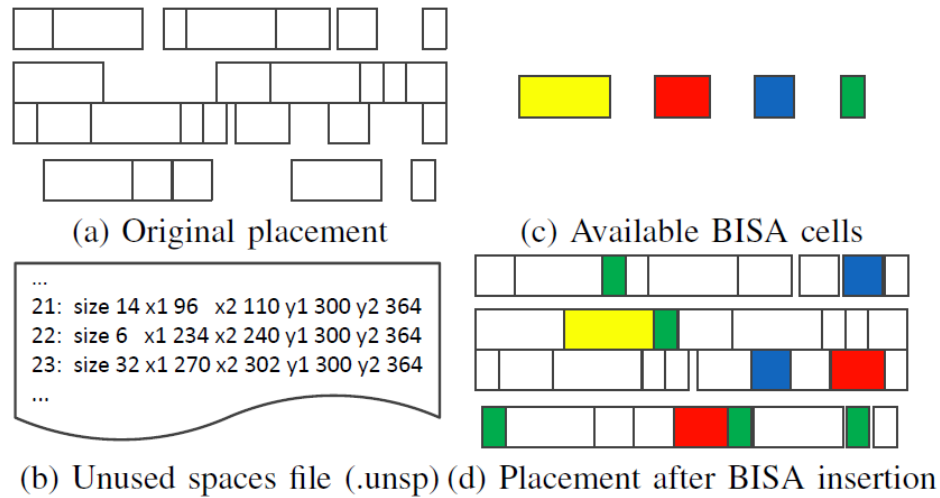 (a) Original placement
(c) Available BISA cells
...
21: size 14 x1 96 x2 110 y1 300 y2 364
22: size 6 x1 234 x2 240 y1 300 y2 364
23: size 32 x1 270 x2 302 y1 300 y2 364
...
(b) Unused spaces file (.unsp)
(d) Placement after BISA insertion